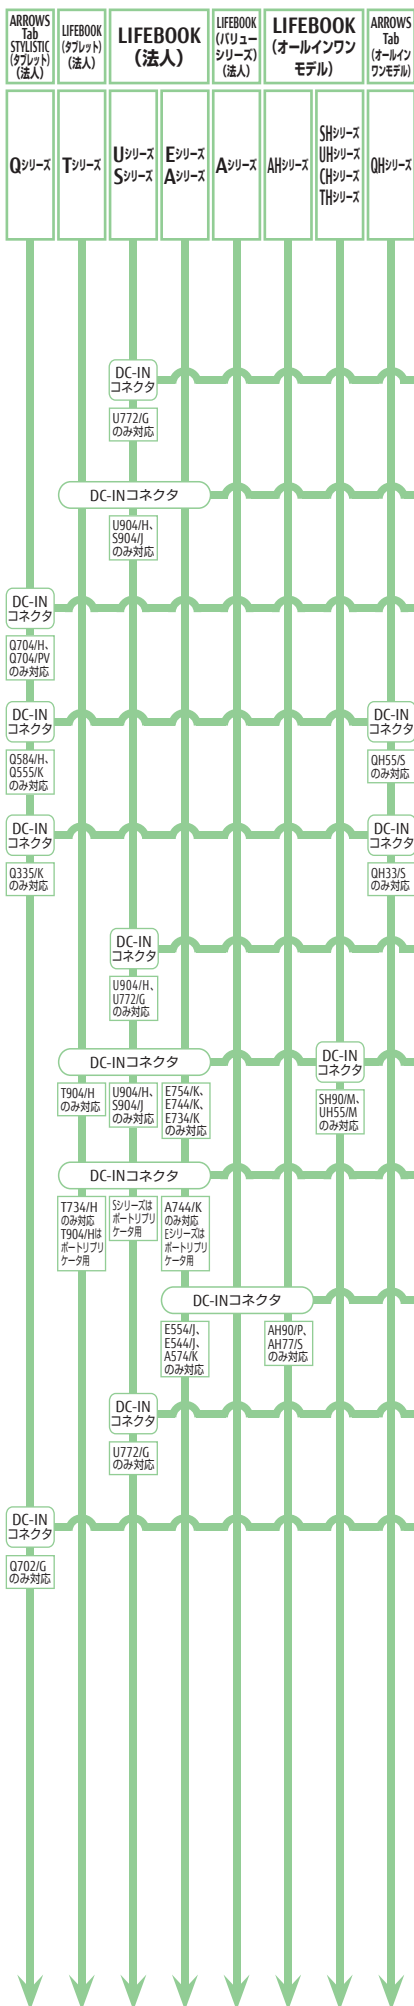 ARROWS
Tab
STYLISTIC
(タブレット)
(法人)
LIFEBOOK
(タブレット)
(法人)
LIFEBOOK
(法人)
LIFEBOOK
(バリュー
シリーズ)
(法人)
LIFEBOOK
(オールインワン
モデル)
ARROWS
Tab
(オールイン
ワンモデル)
Qシリーズ
Tシリーズ
Uシリーズ
Sシリーズ
Eシリーズ
Aシリーズ
Aシリーズ
AHシリーズ
SHシリーズ
UHシリーズ
CHシリーズ
THシリーズ
QHシリーズ
DC-IN
コネクタ
U772/G
のみ対応
DC-INコネクタ
U904/H、
S904/J
のみ対応
DC-IN
コネクタ
Q704/H、
Q704/PV
のみ対応
DC-IN
コネクタ
Q584/H、
Q555/K
のみ対応
DC-IN
コネクタ
QH55/S
のみ対応
DC-IN
コネクタ
Q335/K
のみ対応
DC-IN
コネクタ
QH33/S
のみ対応
DC-IN
コネクタ
U904/H、
U772/G
のみ対応
DC-INコネクタ
T904/H
のみ対応
U904/H、
S904/J
のみ対応
E754/K、
E744/K、
E734/K
のみ対応
DC-IN
コネクタ
SH90/M、
UH55/M
のみ対応
DC-INコネクタ
T734/H
のみ対応
T904/Hは
ポートリプリ
ケータ用
Sシリーズは
ポートリプリ
ケータ用
A744/K
のみ対応
Eシリーズは
ポートリプリ
ケータ用
DC-INコネクタ
E554/J、
E544/J、
A574/K
のみ対応
AH90/P、
AH77/S
のみ対応
DC-IN
コネクタ
U772/G
のみ対応
DC-IN
コネクタ
Q702/G
のみ対応